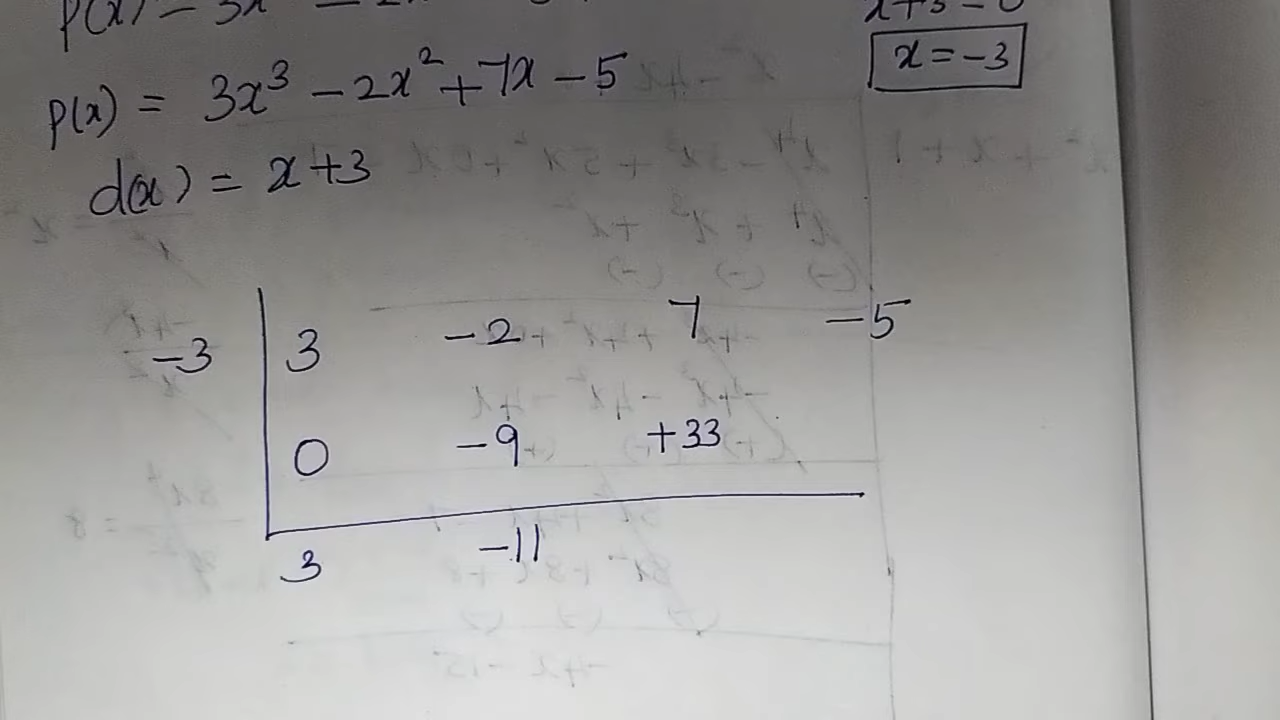 p(x) = 3x³ − 2x² + 7x − 5
x = −3
d(x) = x+3
−3 | 3 −2 7 −5
0 −9 +33
3 −11